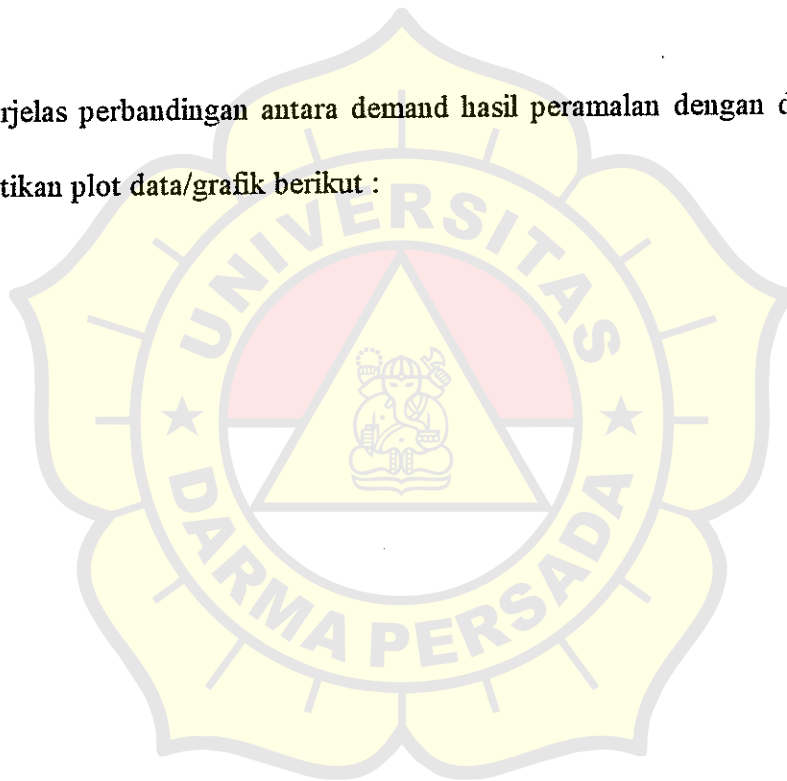 rjelas perbandingan antara demand hasil peramalan dengan d
tikan plot data/grafik berikut :
UNIVERSITAS
DARMA PERSADA